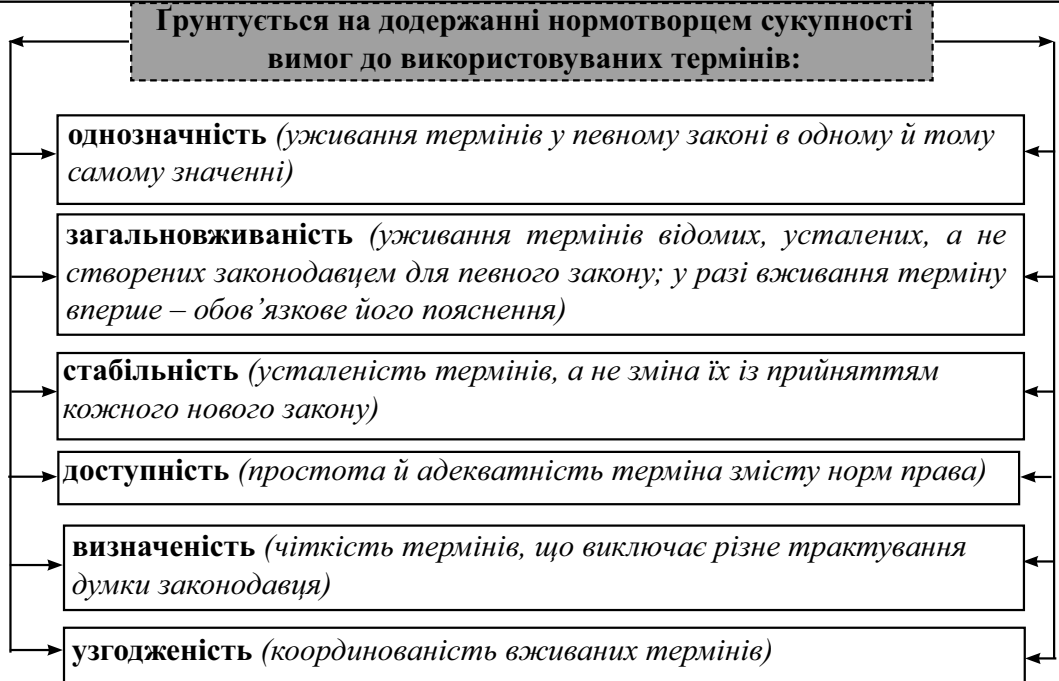 Ґрунтується на додержанні нормотворцем сукупності
вимог до використовуваних термінів:
однозначність (уживання термінів у певному законі в одному й тому
самому значенні)
загальновживаність (уживання термінів відомих, усталених, а не
створених законодавцем для певного закону; у разі вживання терміну
вперше – обов’язкове його пояснення)
стабільність (усталеність термінів, а не зміна їх із прийняттям
кожного нового закону)
доступність (простота й адекватність терміна змісту норм права)
визначеність (чіткість термінів, що виключає різне трактування
думки законодавця)
узгодженість (координованість вживаних термінів)